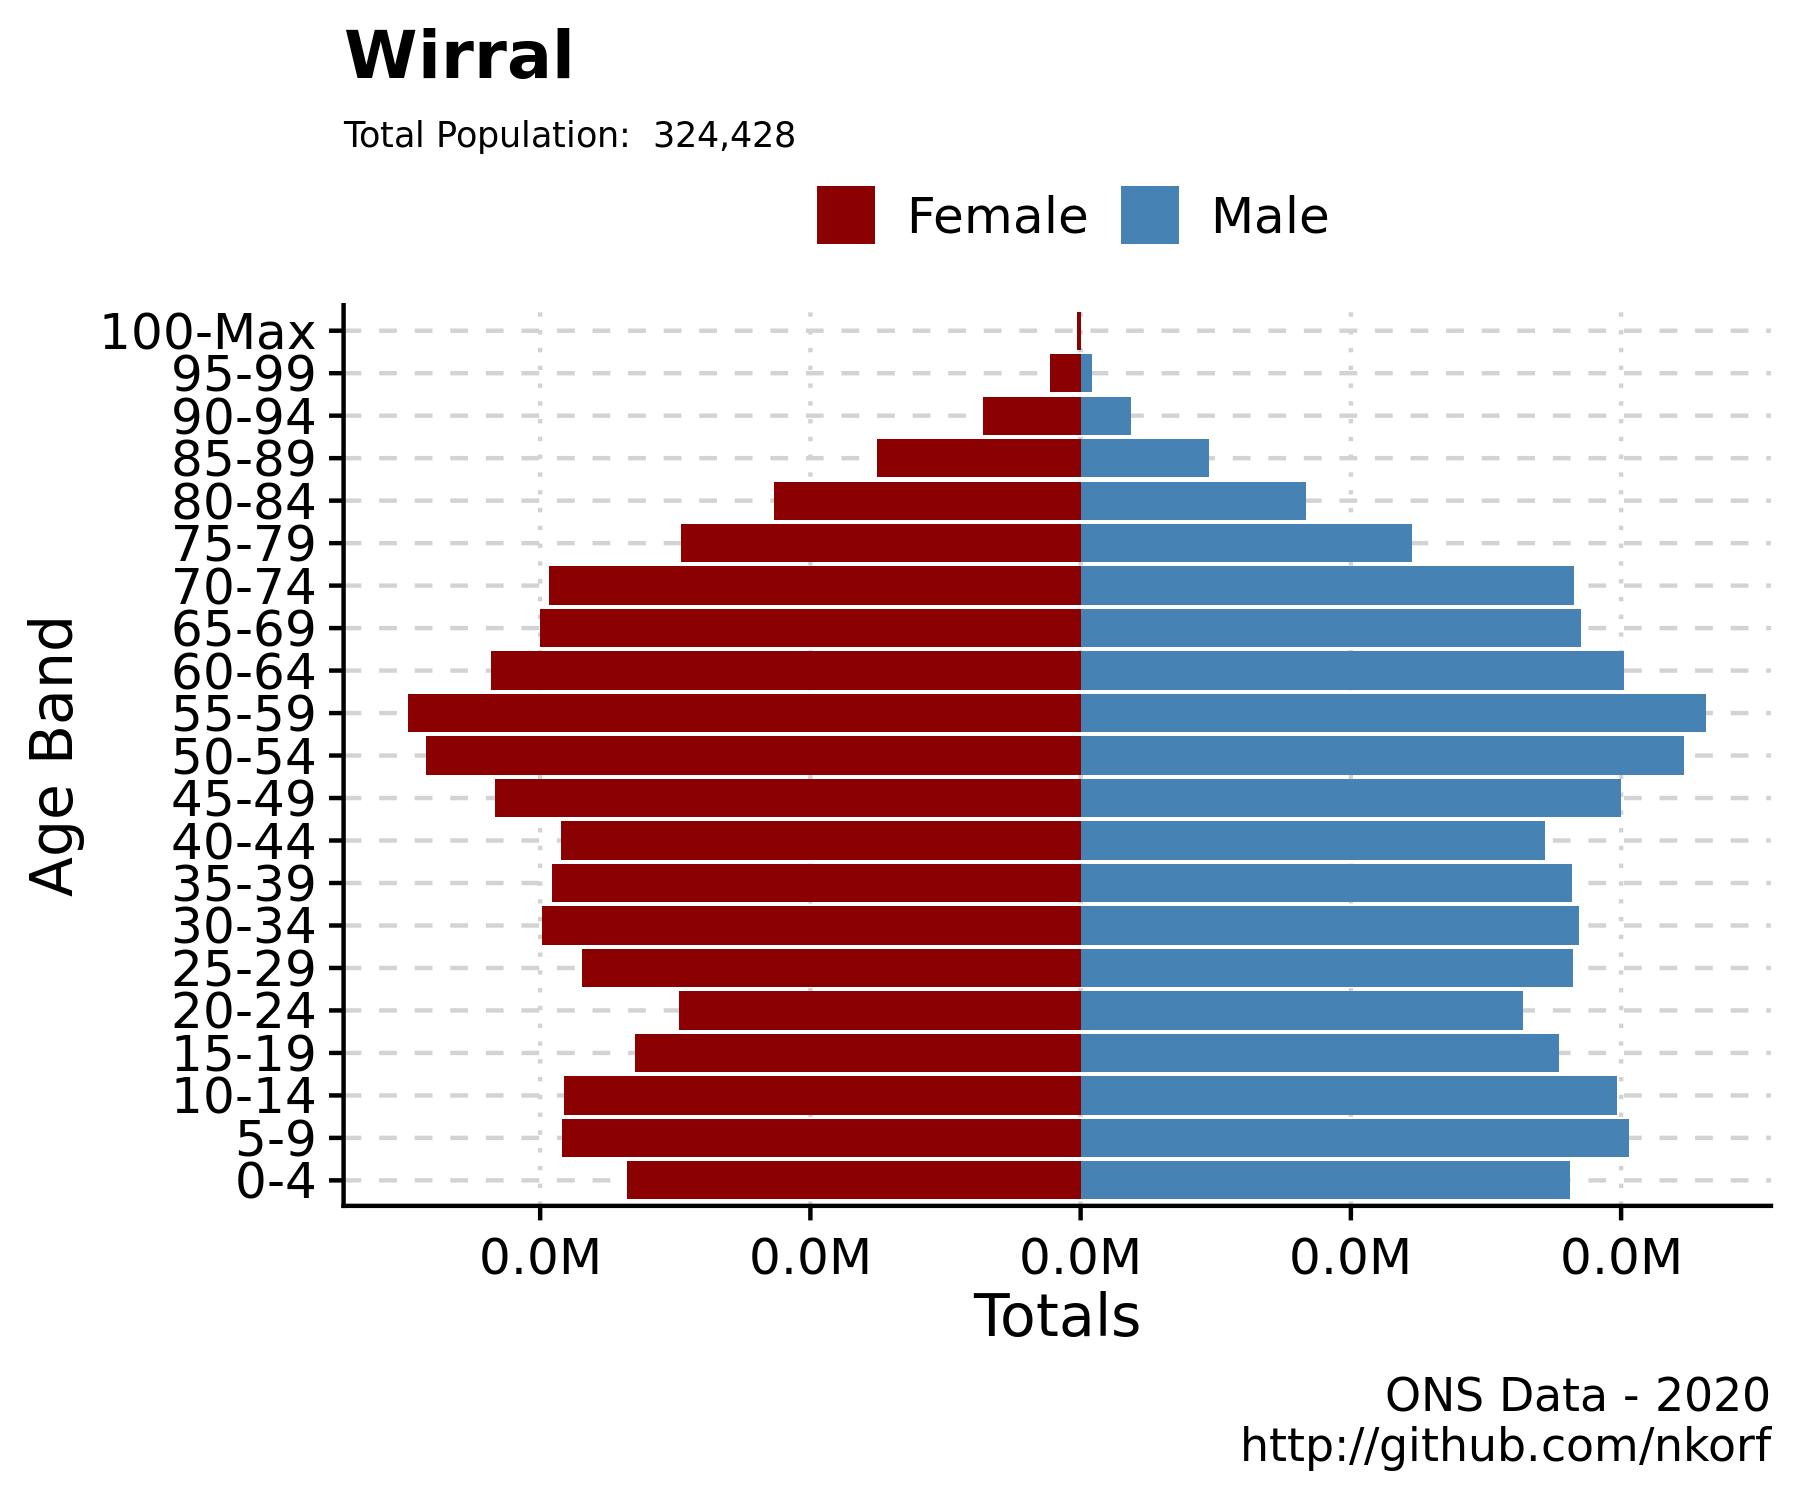 Wirral
Total Population:  324,428
Female Male
100-Max
95-99
90-94
85-89
80-84
75-79
70-74
65-69
60-64
55-59
50-54
45-49
40-44
35-39
30-34
25-29
20-24
15-19
10-14
5-9
0-4
Age Band
0.0M 0.0M 0.0M 0.0M 0.0M
Totals
ONS Data - 2020
http://github.com/nkorf